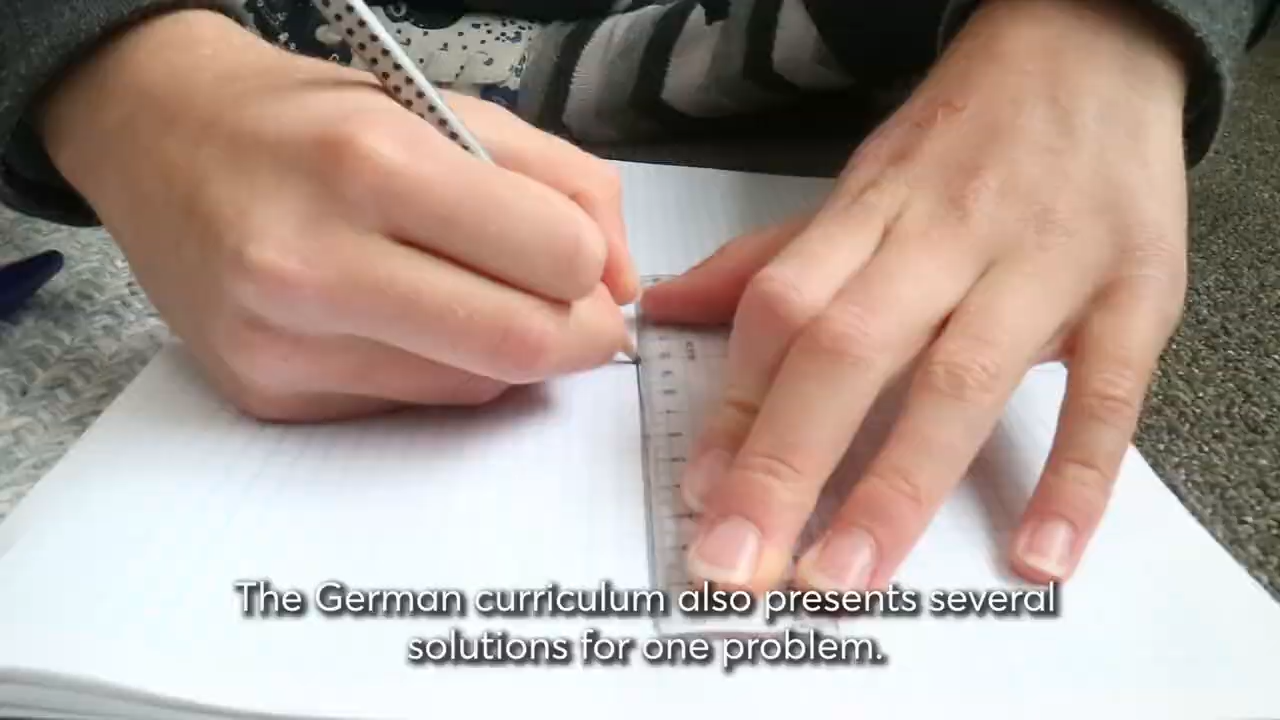 The German curriculum also presents several
solutions for one problem.